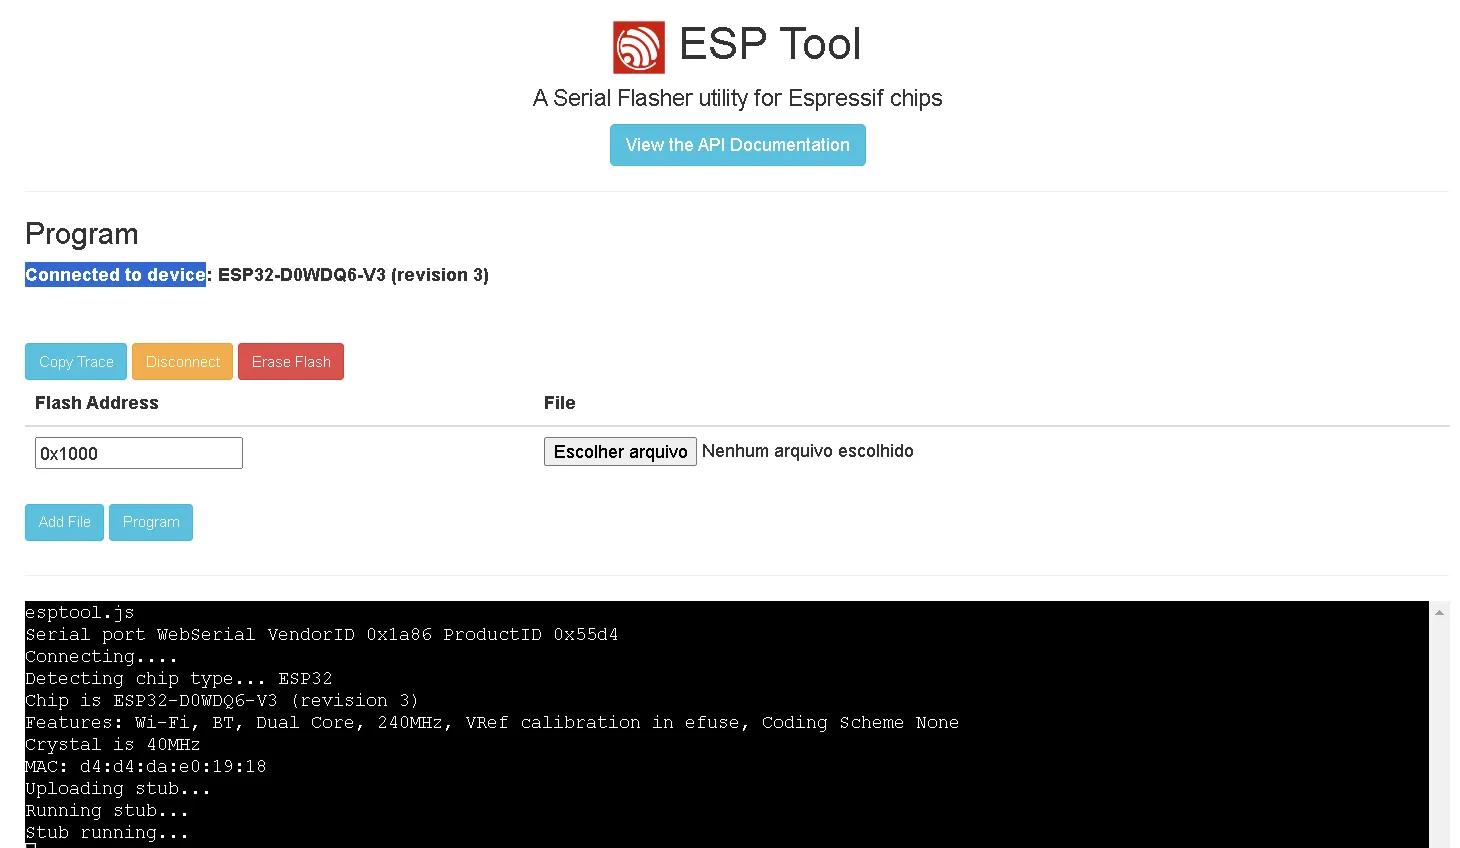 ESP Tool
A Serial Flasher utility for Espressif chips
View the API Documentation
Program
Connected to device: ESP32-D0WDQ6-V3 (revision 3)
Copy Trace Disconnect Erase Flash
Flash Address File
0x1000 Escolher arquivo Nenhum arquivo escolhido
Add File Program
esptool.js
Serial port WebSerial VendorID 0x1a86 ProductID 0x55d4
Connecting....
Detecting chip type... ESP32
Chip is ESP32-D0WDQ6-V3 (revision 3)
Features: Wi-Fi, BT, Dual Core, 240MHz, VRef calibration in efuse, Coding Scheme None
Crystal is 40MHz
MAC: d4:d4:da:e0:19:18
Uploading stub...
Running stub...
Stub running...